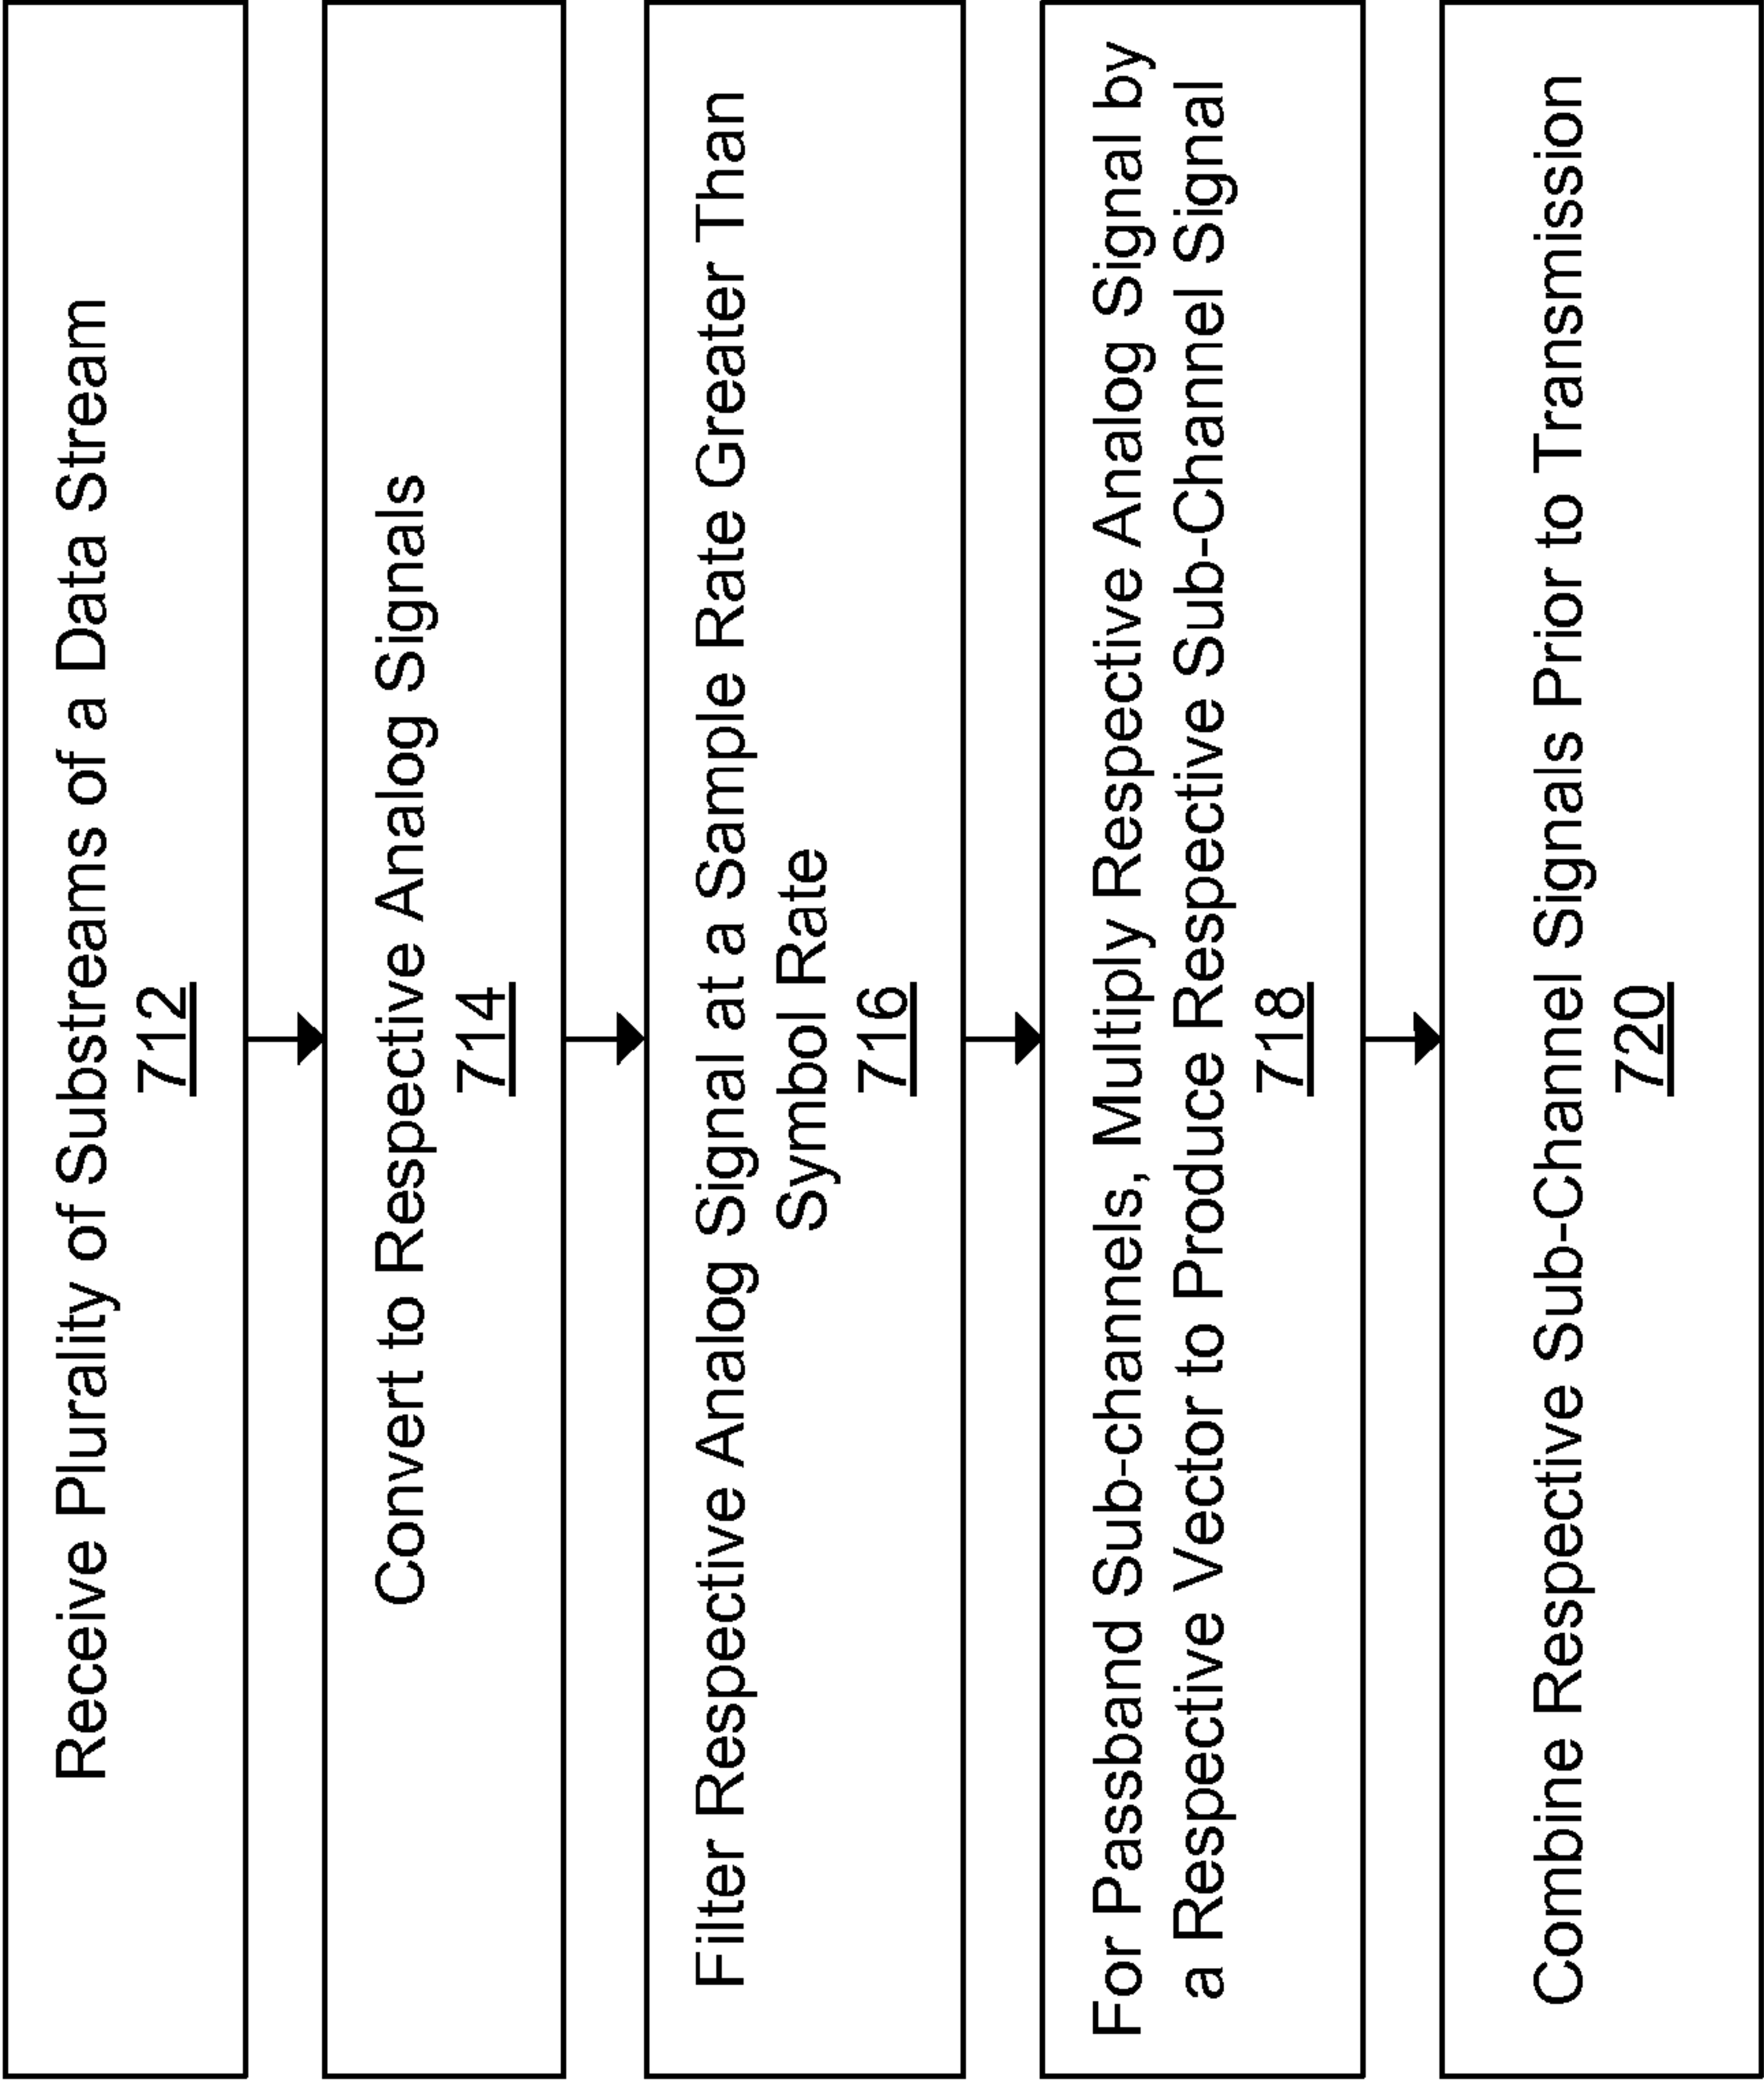 Receive Plurality of Substreams of a Data Stream
712
Convert to Respective Analog Signals
714
Filter Respective Analog Signal at a Sample Rate Greater Than
Symbol Rate
716
For Passband Sub-channels, Multiply Respective Analog Signal by
a Respective Vector to Produce Respective Sub-Channel Signal
718
Combine Respective Sub-Channel Signals Prior to Transmission
720